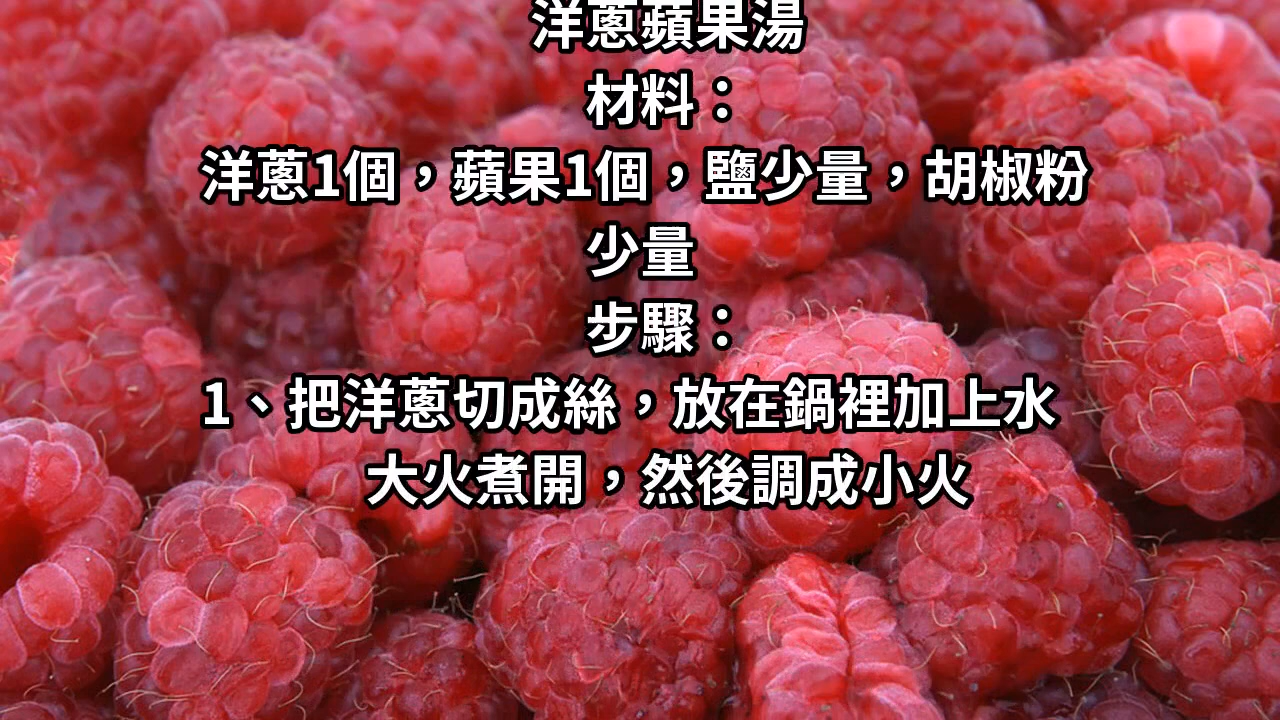 洋蔥蘋果湯
材料：
洋蔥1個，蘋果1個，鹽少量，胡椒粉
少量
步驟：
1、把洋蔥切成絲，放在鍋裡加上水
大火煮開，然後調成小火